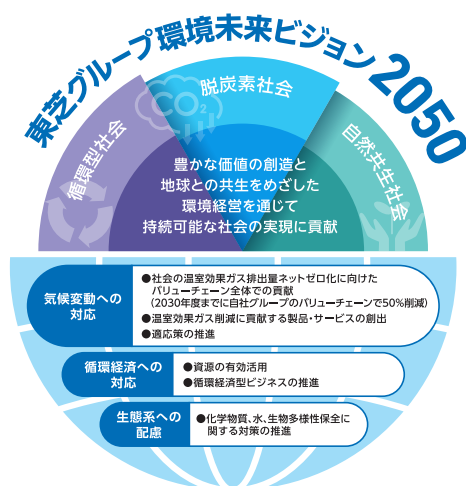 東芝グループ環境未来ビジョン2050
循環型社会
CO2
脱炭素社会
自然共生社会
豊かな価値の創造と
地球との共生をめざした
環境経営を通じて
持続可能な社会の実現に貢献
気候変動への
対応
●社会の温室効果ガス排出量ネットゼロ化に向けた
バリューチェーン全体での貢献
（2030年度までに自社グループのバリューチェーンで50％削減）
●温室効果ガス削減に貢献する製品・サービスの創出
●適応策の推進
循環経済への
対応
●資源の有効活用
●循環経済型ビジネスの推進
生態系への
配慮
●化学物質、水、生物多様性保全に
関する対策の推進